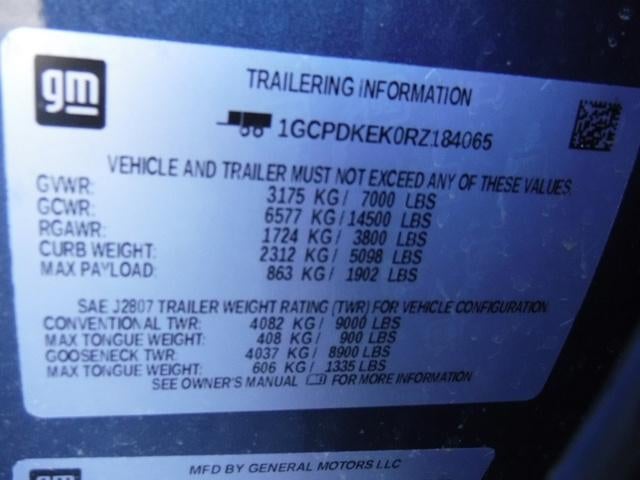 gm
TRAILERING INFORMATION
1GCPDKEK0RZ184065
VEHICLE AND TRAILER MUST NOT EXCEED ANY OF THESE VALUES
GVWR: 3175 KG / 7000 LBS
GCWR: 6577 KG / 14500 LBS
RGAWR: 1724 KG / 3800 LBS
CURB WEIGHT: 2312 KG / 5098 LBS
MAX PAYLOAD: 863 KG / 1902 LBS
SAE J2807 TRAILER WEIGHT RATING (TWR) FOR VEHICLE CONFIGURATION
CONVENTIONAL TWR: 4082 KG / 9000 LBS
MAX TONGUE WEIGHT: 408 KG / 900 LBS
GOOSENECK TWR: 4037 KG / 8900 LBS
MAX TONGUE WEIGHT: 606 KG / 1335 LBS
SEE OWNER'S MANUAL FOR MORE INFORMATION
gm
MFD BY GENERAL MOTORS LLC